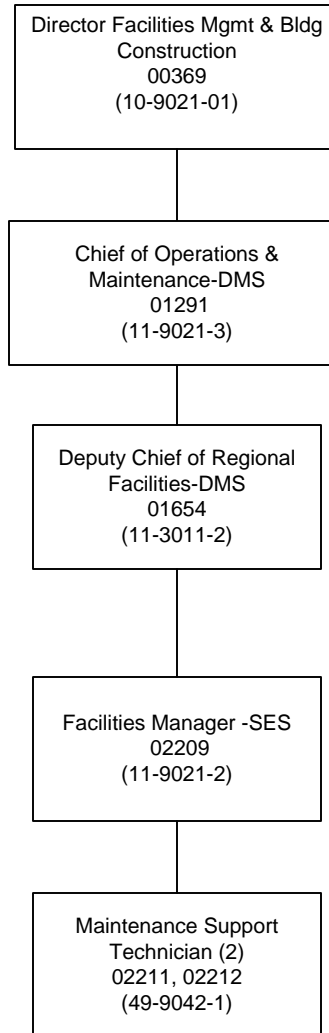 Director Facilities Mgmt & Bldg
Construction
00369
(10-9021-01)
Chief of Operations &
Maintenance-DMS
01291
(11-9021-3)
Deputy Chief of Regional
Facilities-DMS
01654
(11-3011-2)
Facilities Manager -SES
02209
(11-9021-2)
Maintenance Support
Technician (2)
02211, 02212
(49-9042-1)